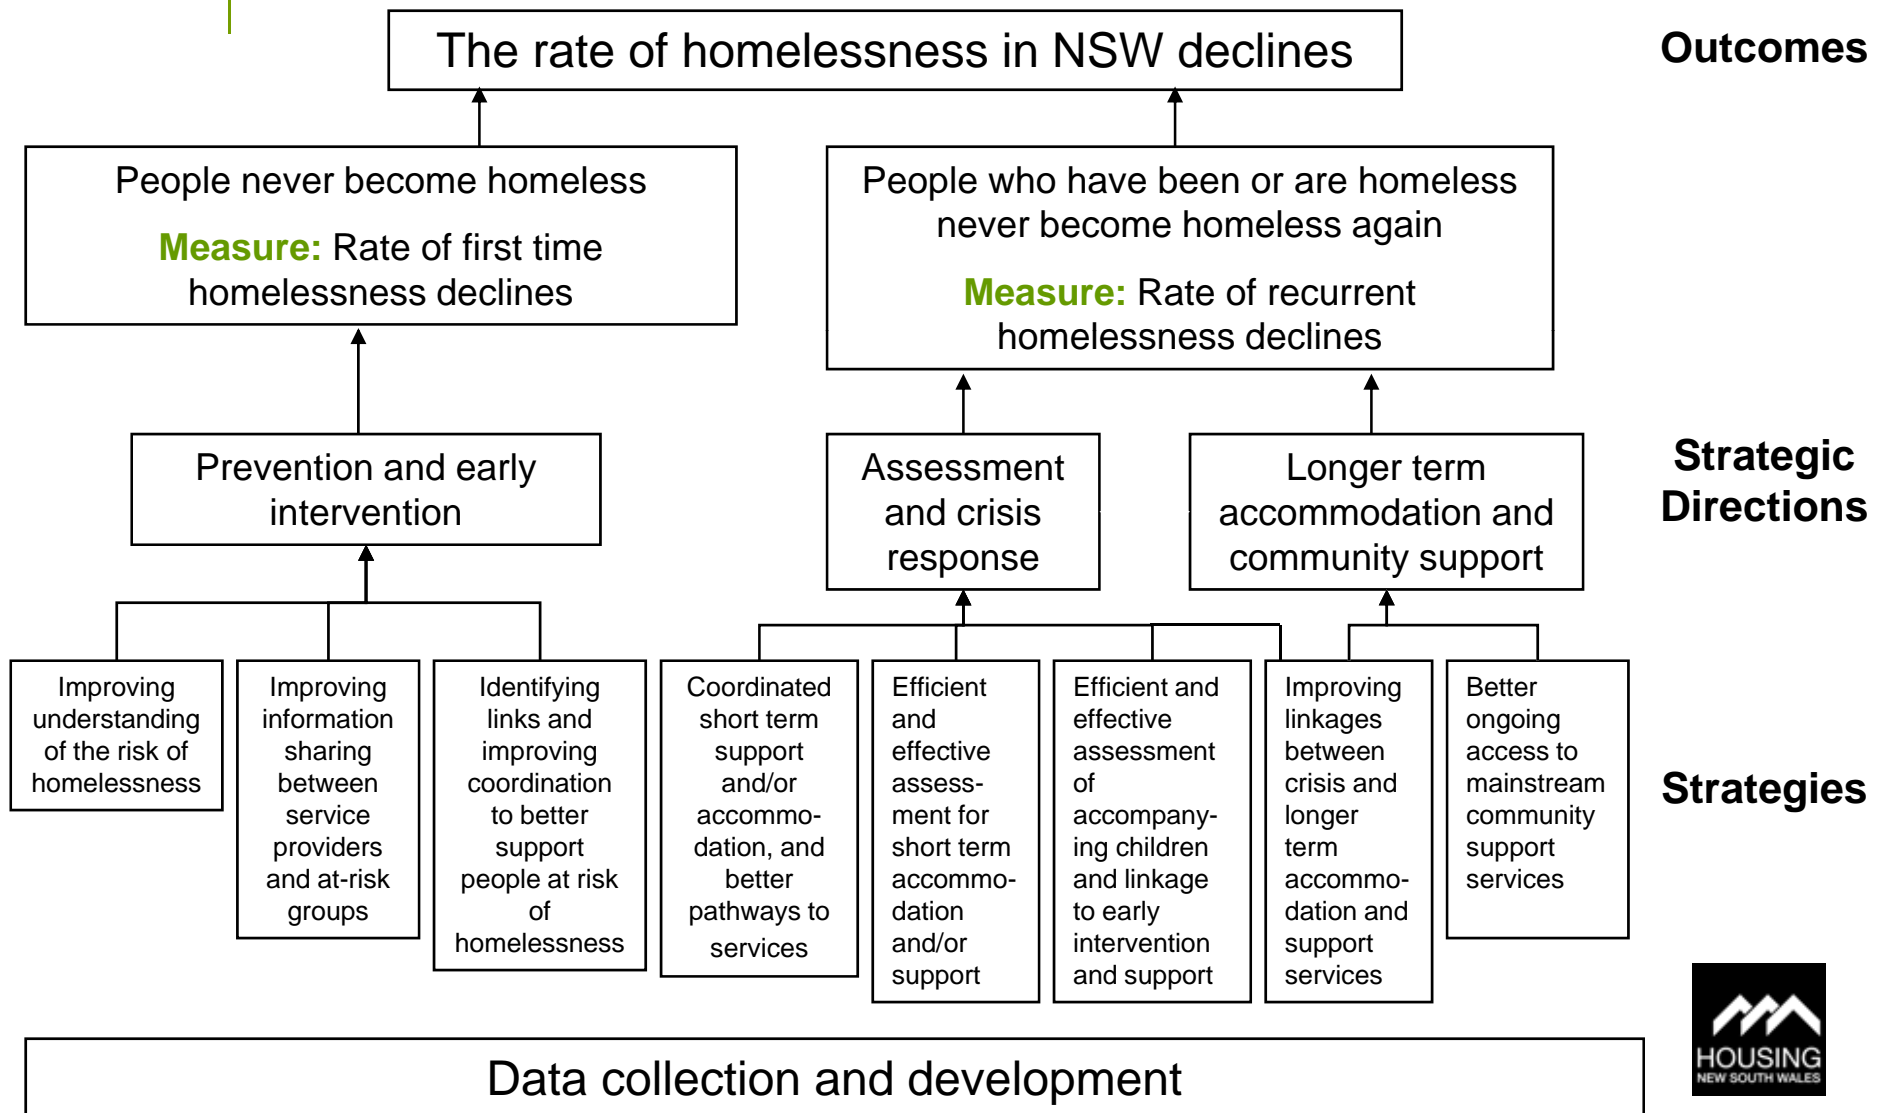 The rate of homelessness in NSW declines
Outcomes
People never become homeless
Measure: Rate of first time
homelessness declines
People who have been or are homeless
never become homeless again
Measure: Rate of recurrent
homelessness declines
Prevention and early
intervention
Assessment
and crisis
response
Longer term
accommodation and
community support
Strategic
Directions
Improving
understanding
of the risk of
homelessness
Improving
information
sharing
between
service
providers
and at-risk
groups
Identifying
links and
improving
coordination
to better
support
people at risk
of
homelessness
Coordinated
short term
support
and/or
accommo-
dation, and
better
pathways to
services
Efficient
and
effective
assess-
ment for
short term
accommo-
dation
and/or
support
Efficient and
effective
assessment
of
accompany-
ing children
and linkage
to early
intervention
and support
Improving
linkages
between
crisis and
longer
term
accommo-
dation and
support
services
Better
ongoing
access to
mainstream
community
support
services
Strategies
Data collection and development
HOUSING
NEW SOUTH WALES